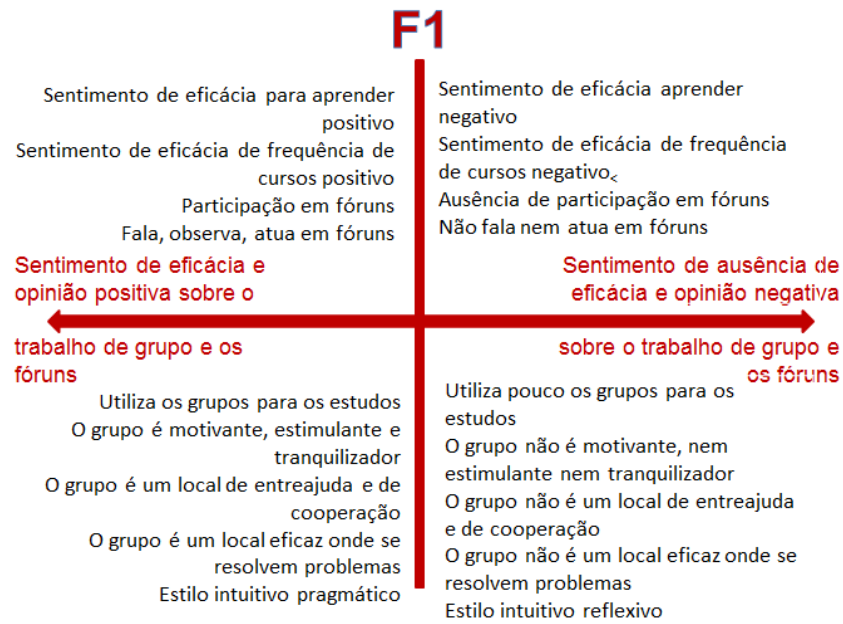 F1
Sentimento de eficácia para aprender
positivo
Sentimento de eficácia de frequência de
cursos positivo
Participação em fóruns
Fala, observa, atua em fóruns
Sentimento de eficácia aprender
negativo
Sentimento de eficácia de frequência
de cursos negativo<
Ausência de participação em fóruns
Não fala nem atua em fóruns
Sentimento de eficácia e
opinião positiva sobre o
trabalho de grupo e os
fóruns
Sentimento de ausência de
eficácia e opinião negativa
sobre o trabalho de grupo e
os fóruns
Utiliza os grupos para os estudos
O grupo é motivante, estimulante e
tranquilizador
O grupo é um local de entreajuda e de
cooperação
O grupo é um local eficaz onde se
resolvem problemas
Estilo intuitivo pragmático
Utiliza pouco os grupos para os
estudos
O grupo não é motivante, nem
estimulante nem tranquilizador
O grupo não é um local de entreajuda
e de cooperação
O grupo não é um local eficaz onde se
resolvem problemas
Estilo intuitivo reflexivo